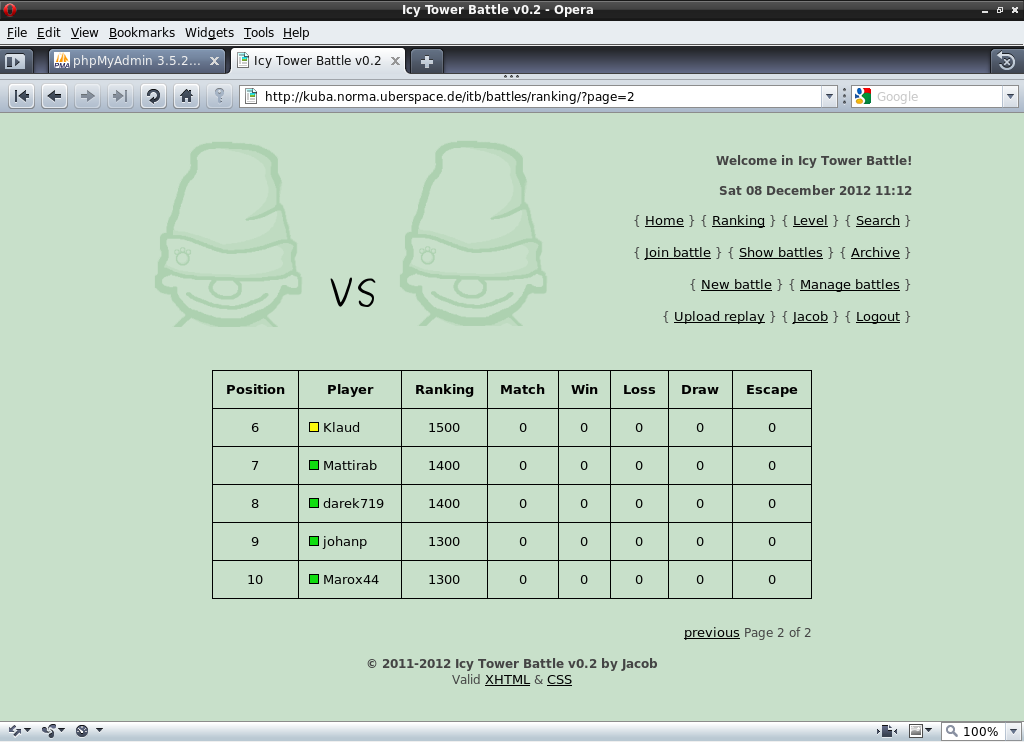 Icy Tower Battle v0.2 - Opera
File Edit View Bookmarks Widgets Tools Help
phpMyAdmin 3.5.2... Icy Tower Battle v0.2
http://kuba.norma.uberspace.de/itb/battles/ranking/?page=2 Google
Welcome in Icy Tower Battle!
Sat 08 December 2012 11:12
{ Home } { Ranking } { Level } { Search }
{ Join battle } { Show battles } { Archive }
{ New battle } { Manage battles }
{ Upload replay } { Jacob } { Logout }
VS
Position Player Ranking Match Win Loss Draw Escape
6 Klaud 1500 0 0 0 0 0
7 Mattirab 1400 0 0 0 0 0
8 darek719 1400 0 0 0 0 0
9 johanp 1300 0 0 0 0 0
10 Marox44 1300 0 0 0 0 0
previous Page 2 of 2
© 2011-2012 Icy Tower Battle v0.2 by Jacob
Valid XHTML & CSS
100%